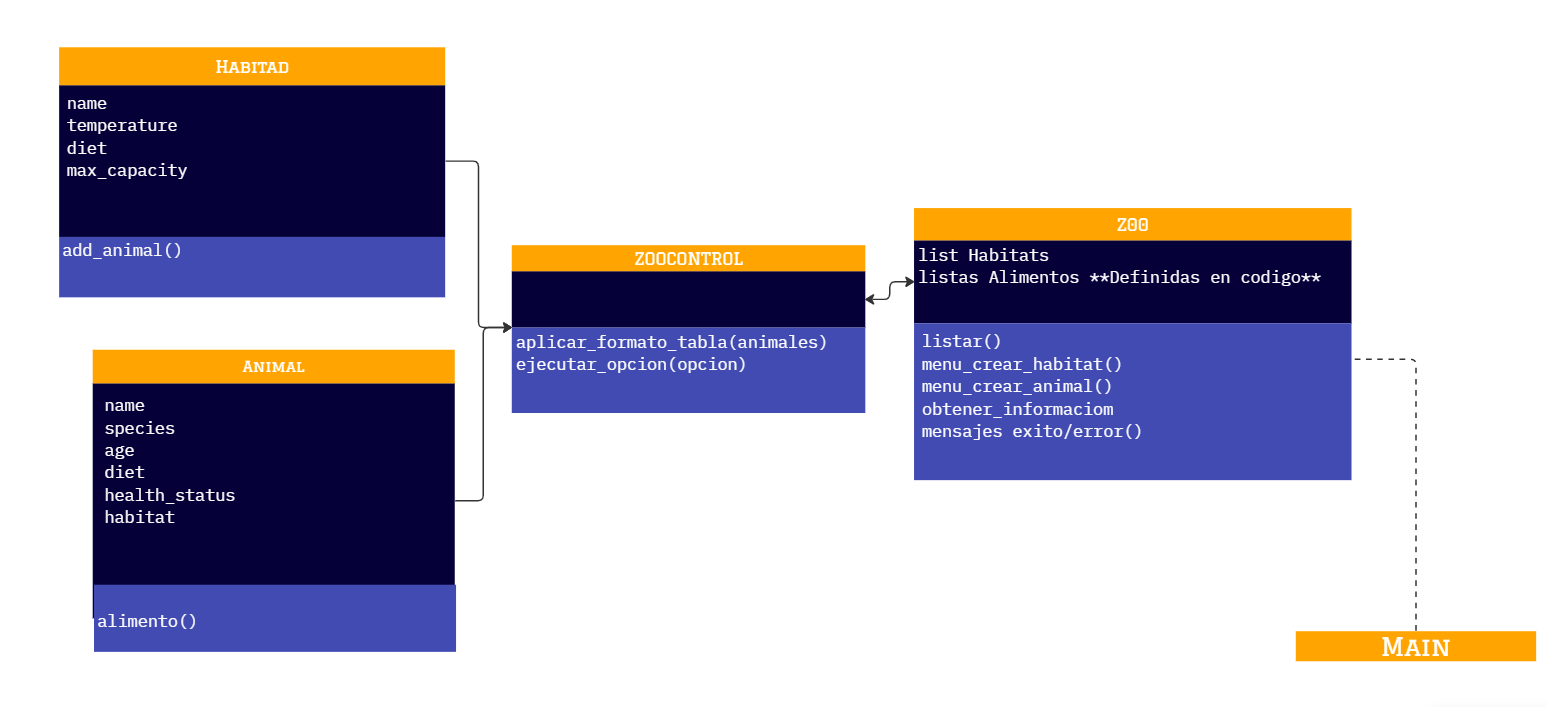 Habitad
name
temperature
diet
max_capacity
add_animal()
Animal
name
species
age
diet
health_status
habitat
alimento()
ZOOCONTROL
aplicar_formato_tabla(animales)
ejecutar_opcion(opcion)
ZOO
list Habitats
listas Alimentos **Definidas en codigo**
listar()
menu_crear_habitat()
menu_crear_animal()
obtener_informaciom
mensajes exito/error()
Main